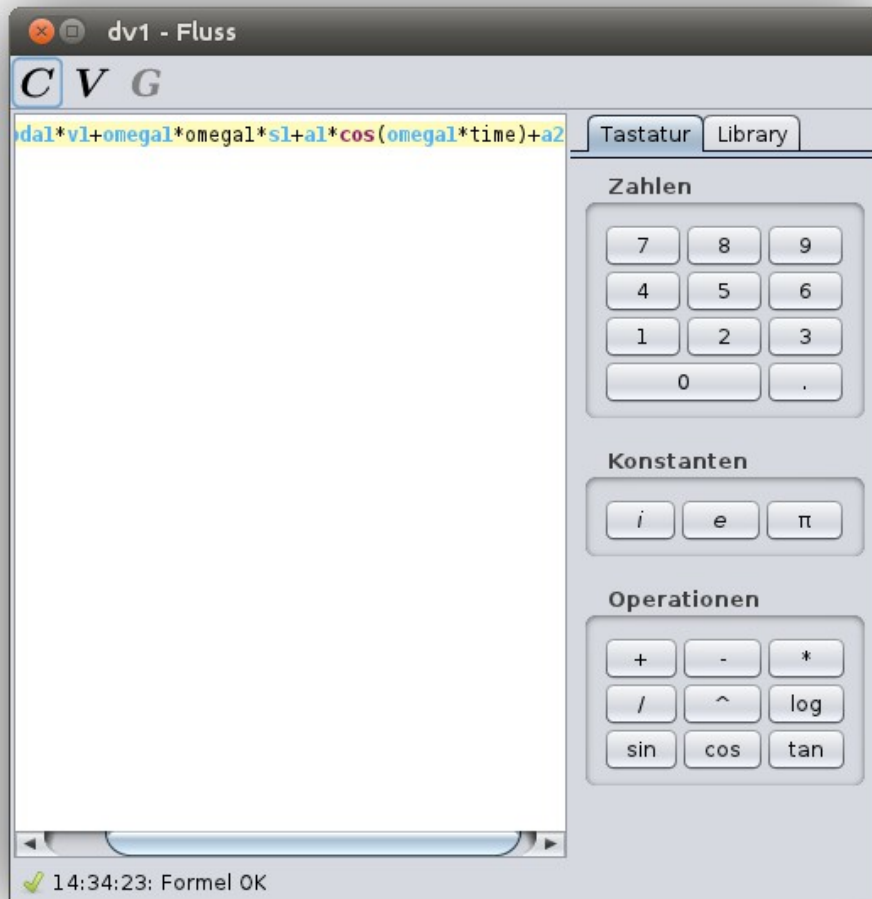 dv1 - Fluss
C V G
dal*v1+omega1*omega1*s1+a1*cos(omega1*time)+a2
Tastatur Library
Zahlen
7 8 9
4 5 6
1 2 3
0 .
Konstanten
i e π
Operationen
+ - *
/ ^ log
sin cos tan
14:34:23: Formel OK